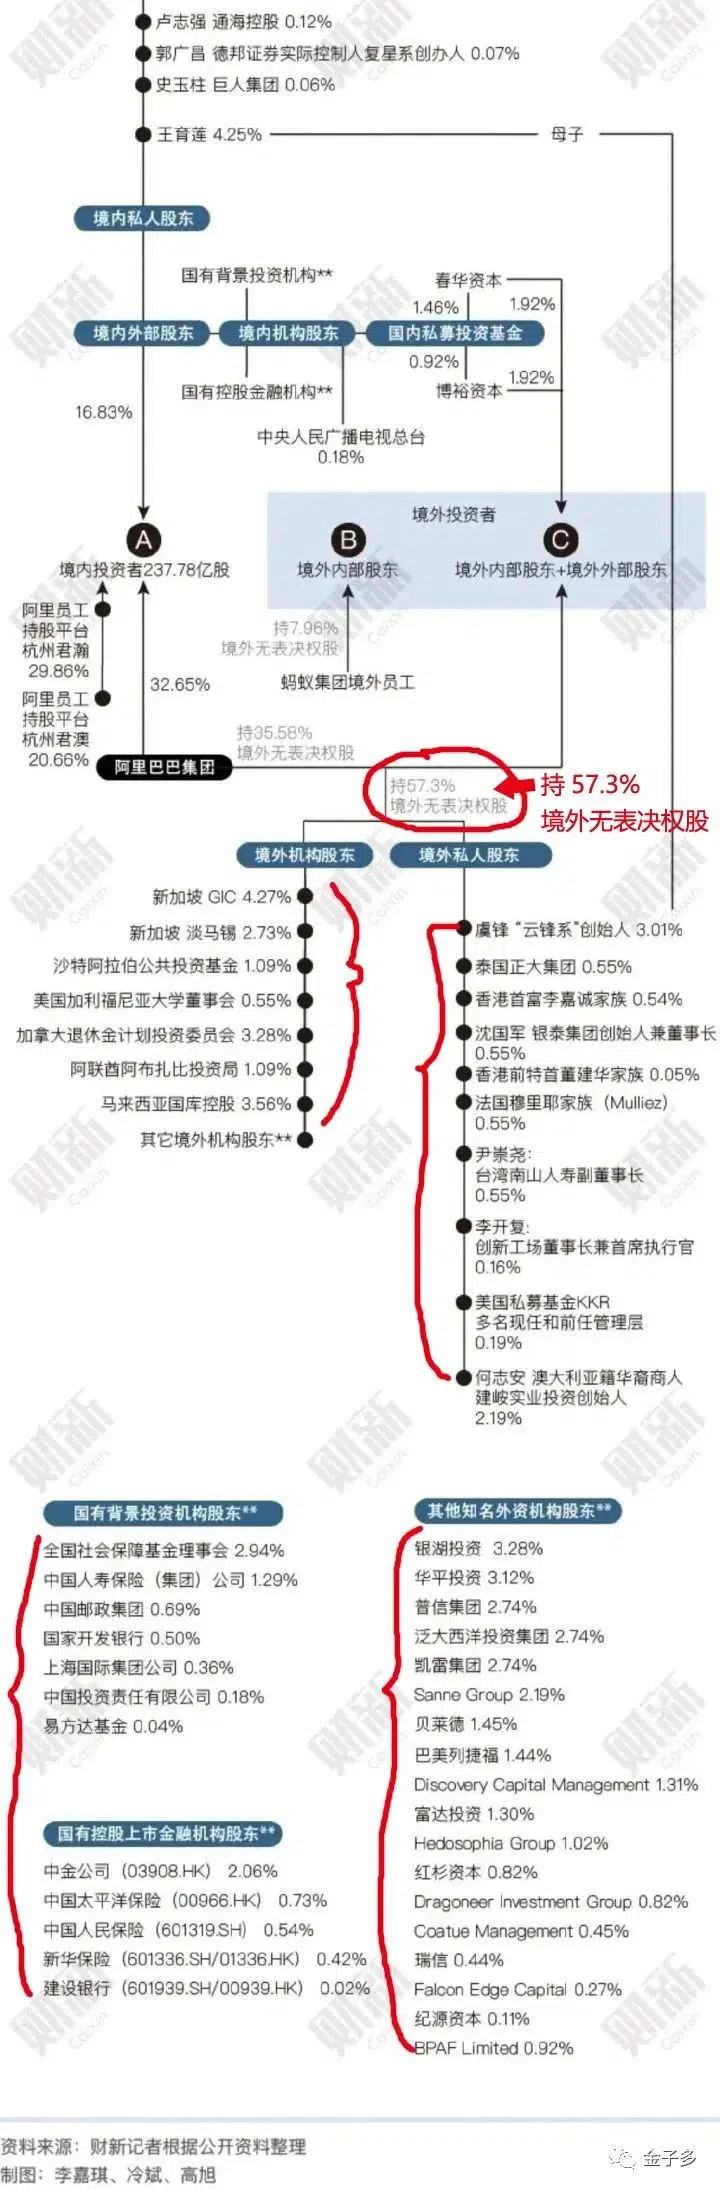 卢志强 通海控股 0.12%
郭广昌 德邦证券实际控制人复星系创办人 0.07%
史玉柱 巨人集团 0.06%
王育莲 4.25%
母子
境内私人股东
国有背景投资机构**
春华资本
1.46%
1.92%
境内外部股东
境内机构股东
国内私募投资基金
0.92%
1.92%
国有控股金融机构**
博裕资本
16.83%
中央人民广播电视总台
0.18%
境外投资者
A
B
C
境内投资者237.78亿股
境外内部股东
境外内部股东+境外外部股东
阿里员工
持股平台
杭州君瀚
29.86%
持7.96%
境外无表决权股
32.65%
蚂蚁集团境外员工
阿里员工
持股平台
杭州君澳
20.66%
持35.58%
境外无表决权股
阿里巴巴集团
持57.3%
境外无表决权股
持 57.3%
境外无表决权股
境外机构股东
境外私人股东
新加坡 GIC 4.27%
新加坡 淡马锡 2.73%
沙特阿拉伯公共投资基金 1.09%
美国加利福尼亚大学董事会 0.55%
加拿大退休金计划投资委员会 3.28%
阿联酋阿布扎比投资局 1.09%
马来西亚国库控股 3.56%
其它境外机构股东**
虞锋 “云锋系”创始人 3.01%
泰国正大集团 0.55%
香港首富李嘉诚家族 0.54%
沈国军 银泰集团创始人兼董事长
0.55%
香港前特首董建华家族 0.05%
法国穆里耶家族（Mulliez）
0.55%
尹崇尧:
台湾南山人寿副董事长
0.55%
李开复:
创新工场董事长兼首席执行官
0.16%
美国私募基金KKR
多名现任和前任管理层
0.19%
何志安 澳大利亚籍华裔商人
建峖实业投资创始人
2.19%
国有背景投资机构股东**
全国社会保障基金理事会 2.94%
中国人寿保险（集团）公司 1.29%
中国邮政集团 0.69%
国家开发银行 0.50%
上海国际集团公司 0.36%
中国投资责任有限公司 0.18%
易方达基金 0.04%
国有控股上市金融机构股东**
中金公司（03908.HK） 2.06%
中国太平洋保险（00966.HK） 0.73%
中国人民保险（601319.SH） 0.54%
新华保险（601336.SH/01336.HK） 0.42%
建设银行（601939.SH/00939.HK） 0.02%
其他知名外资机构股东**
银湖投资 3.28%
华平投资 3.12%
普信集团 2.74%
泛大西洋投资集团 2.74%
凯雷集团 2.74%
Sanne Group 2.19%
贝莱德 1.45%
巴美列捷福 1.44%
Discovery Capital Management 1.31%
富达投资 1.30%
Hedosophia Group 1.02%
红杉资本 0.82%
Dragoneer Investment Group 0.82%
Coatue Management 0.45%
瑞信 0.44%
Falcon Edge Capital 0.27%
纪源资本 0.11%
BPAF Limited 0.92%
资料来源：财新记者根据公开资料整理
制图：李嘉琪、冷斌、高旭
金子多
财新
Caixin